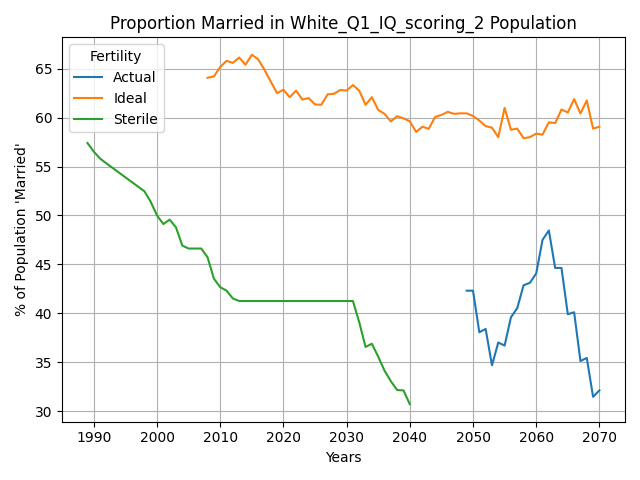 Proportion Married in White_Q1_IQ_scoring_2 Population
% of Population 'Married'
65
60
55
50
45
40
35
30
Fertility
Actual
Ideal
Sterile
1990 2000 2010 2020 2030 2040 2050 2060 2070
Years